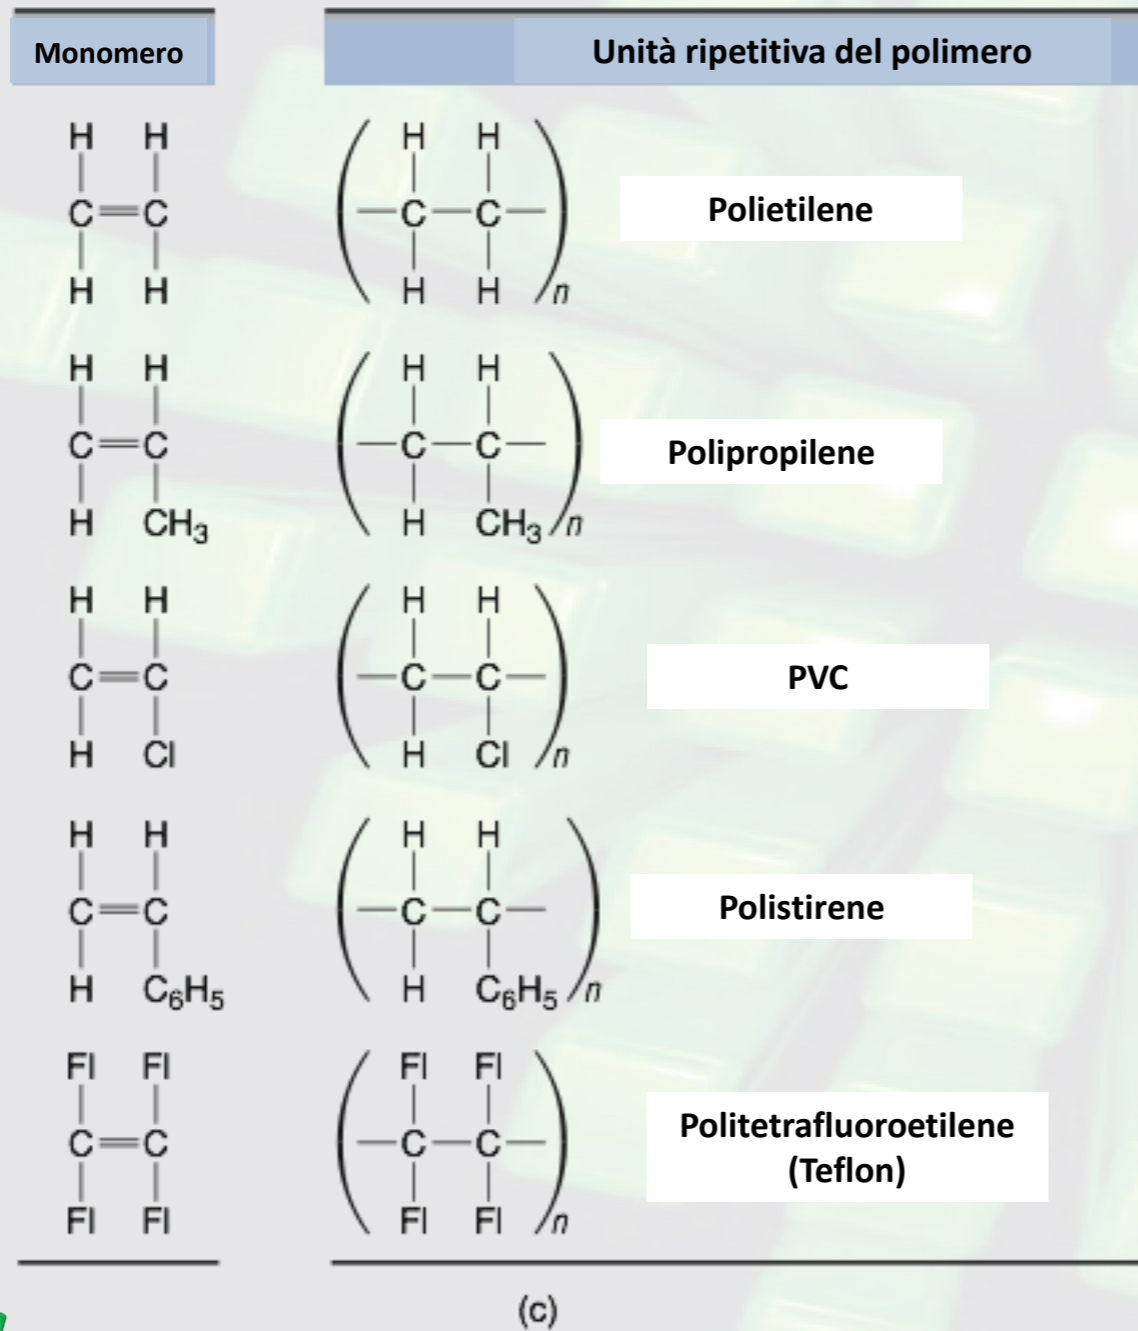 Monomero
Unità ripetitiva del polimero
H H H H
C=C —C—C—
H H H H n
Polietilene
H H H H
C=C —C—C—
H CH3 H CH3 n
Polipropilene
H H H H
C=C —C—C—
H Cl H Cl n
PVC
H H H H
C=C —C—C—
H C6H5 H C6H5 n
Polistirene
Fl Fl Fl Fl
C=C —C—C—
Fl Fl Fl Fl n
Politetrafluoroetilene
(Teflon)
(c)